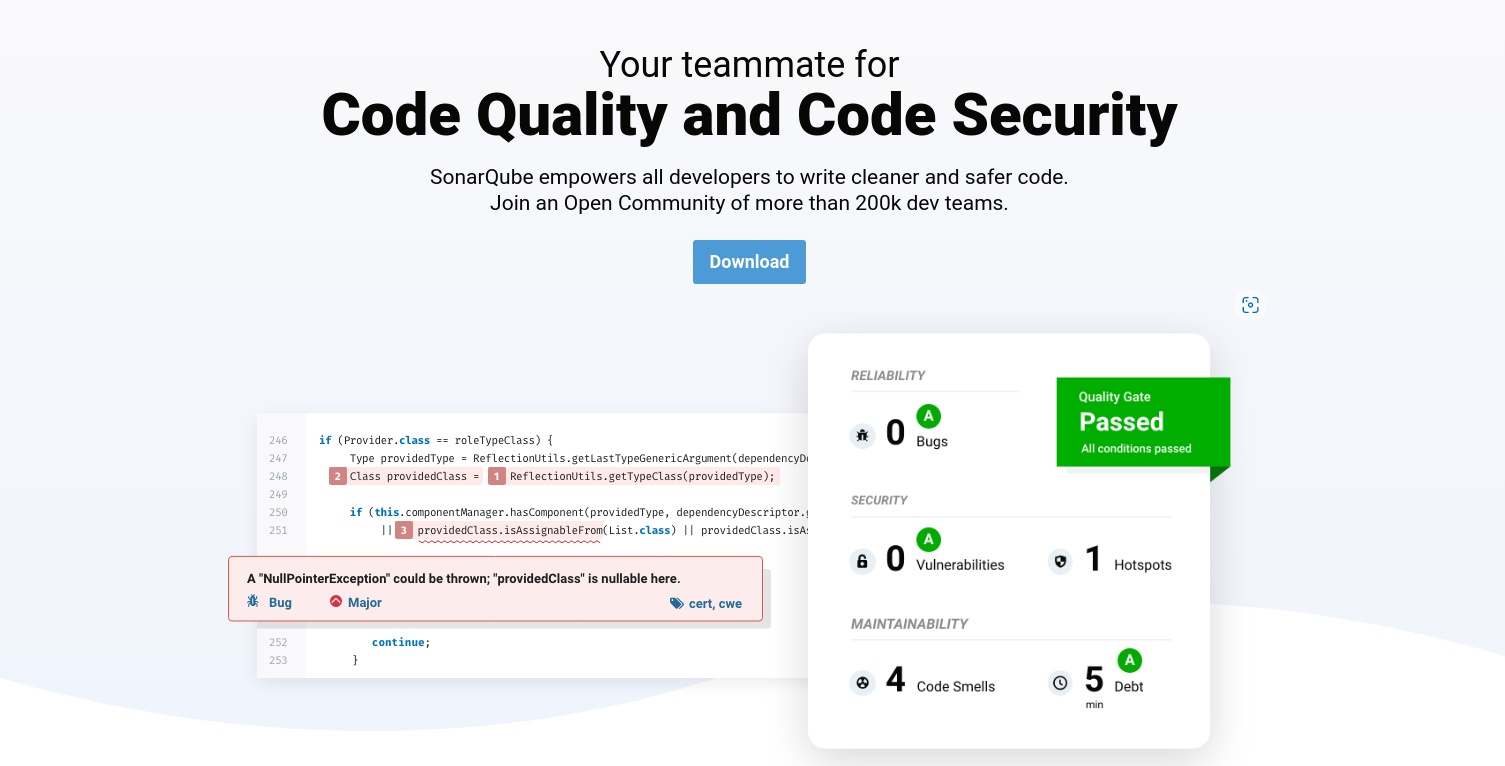 Your teammate for
Code Quality and Code Security
SonarQube empowers all developers to write cleaner and safer code.
Join an Open Community of more than 200k dev teams.
Download
246 if (Provider.class == roleTypeClass) {
247 Type providedType = ReflectionUtils.getLastTypeGenericArgument(dependencyDe
248 2 Class providedClass = 1 ReflectionUtils.getTypeClass(providedType);
249
250 if (this.componentManager.hasComponent(providedType, dependencyDescriptor.g
251 || 3 providedClass.isAssignableFrom(List.class) || providedClass.isAs
A "NullPointerException" could be thrown; "providedClass" is nullable here.
Bug Major cert, cwe
252 continue;
253 }
RELIABILITY
0 A Bugs
Quality Gate
Passed
All conditions passed
SECURITY
0 A Vulnerabilities 1 Hotspots
MAINTAINABILITY
4 Code Smells 5 min A Debt